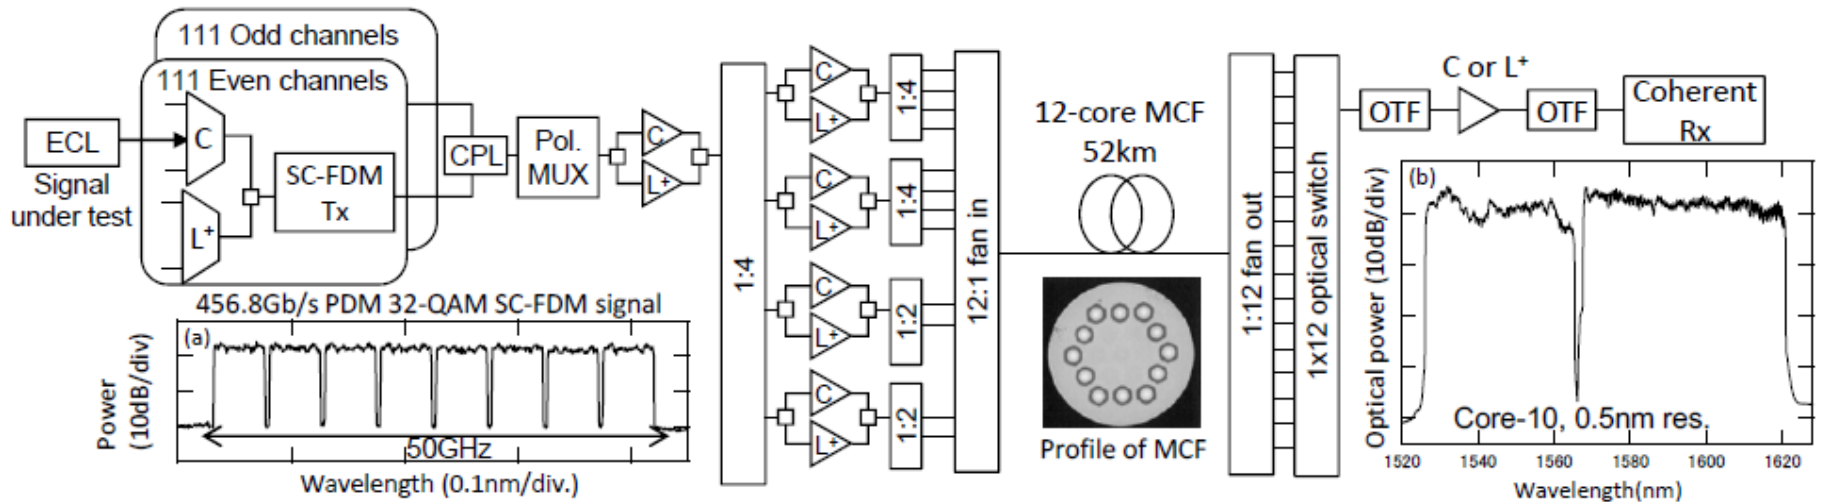 111 Odd channels
111 Even channels
ECL
Signal
under test
C
L+
SC-FDM
Tx
CPL
Pol.
MUX
C
L+
1:4
C
L+
C
L+
C
L+
C
L+
1:4
1:4
1:2
1:2
12:1 fan in
12-core MCF
52km
Profile of MCF
1:12 fan out
1x12 optical switch
OTF
C or L+
OTF
Coherent
Rx
456.8Gb/s PDM 32-QAM SC-FDM signal
(a)
Power
(10dB/div)
50GHz
Wavelength (0.1nm/div.)
(b)
Optical power (10dB/div)
Core-10, 0.5nm res.
1520 1540 1560 1580 1600 1620
Wavelength(nm)